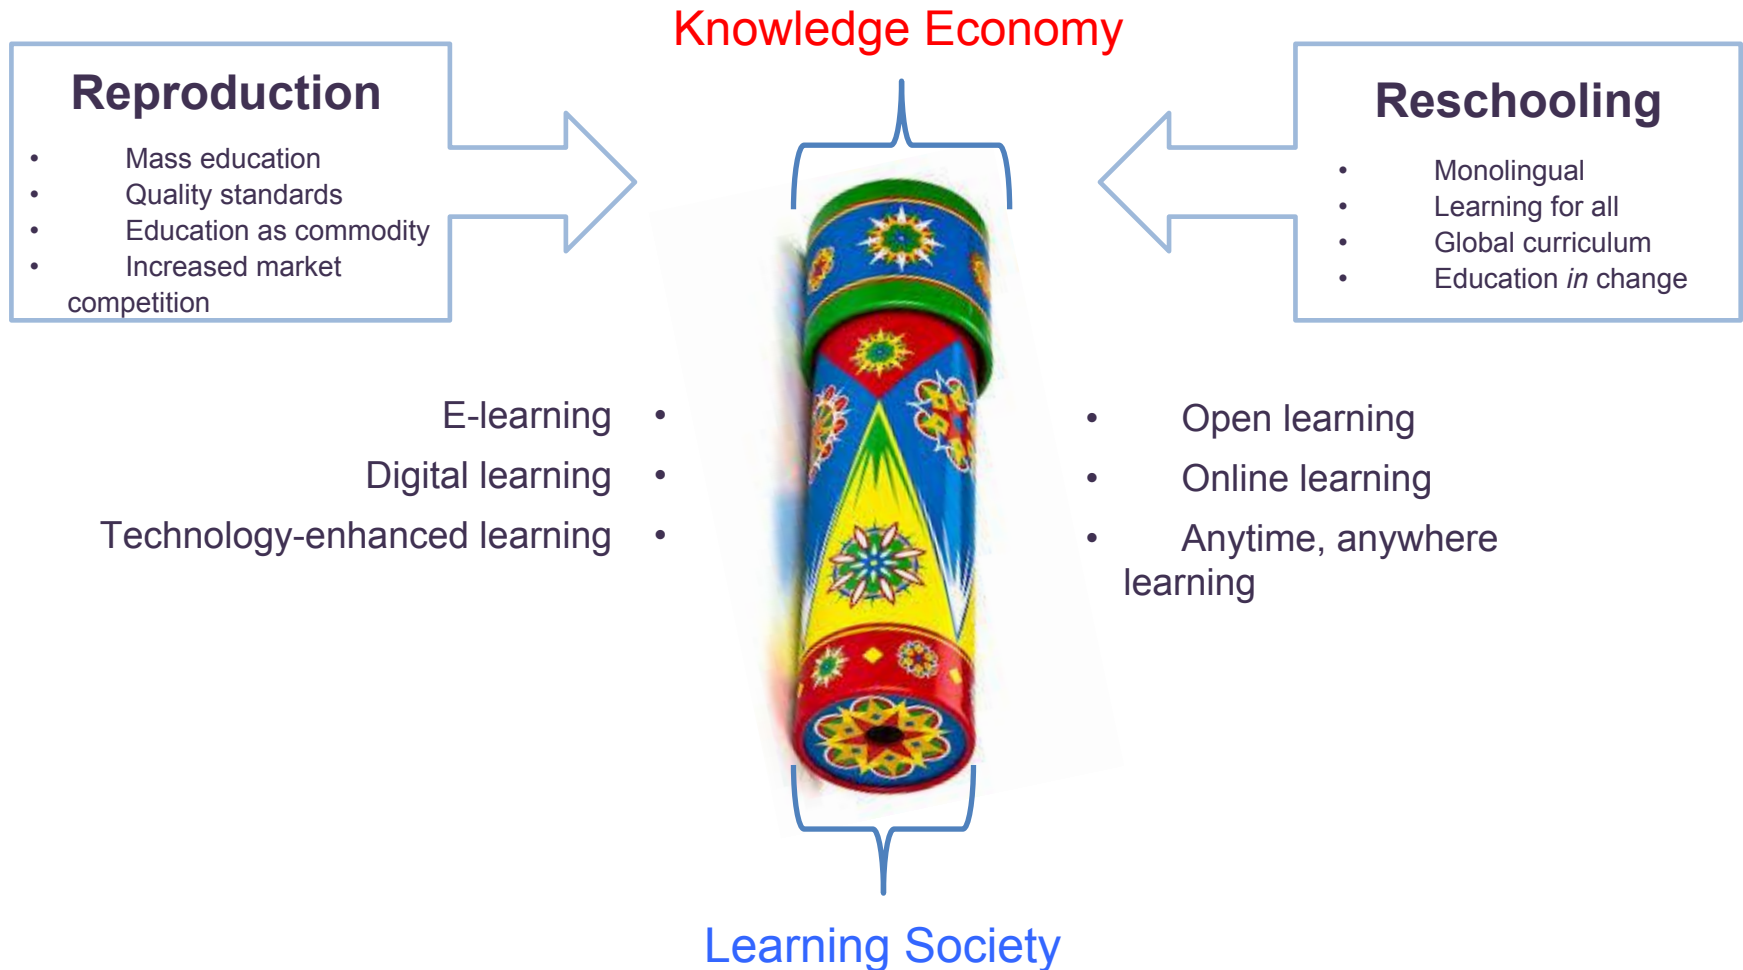 Knowledge Economy
Reproduction
• Mass education
• Quality standards
• Education as commodity
• Increased market
competition
Reschooling
• Monolingual
• Learning for all
• Global curriculum
• Education in change
E-learning •
Digital learning •
Technology-enhanced learning •
• Open learning
• Online learning
• Anytime, anywhere
learning
Learning Society